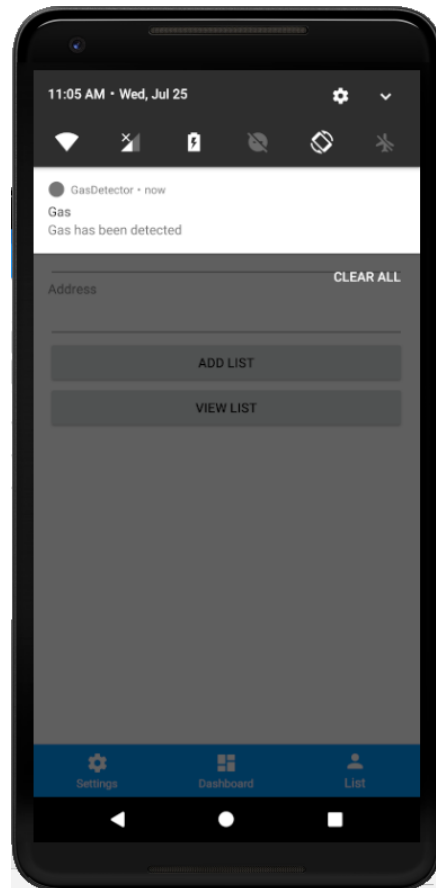 11:05 AM • Wed, Jul 25
GasDetector • now
Gas
Gas has been detected
CLEAR ALL
Address
ADD LIST
VIEW LIST
Settings
Dashboard
List